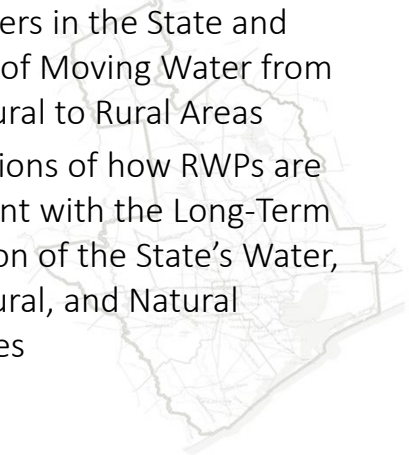 ers in the State and
of Moving Water from
ural to Rural Areas
ions of how RWPs are
nt with the Long-Term
on of the State’s Water,
ural, and Natural
es